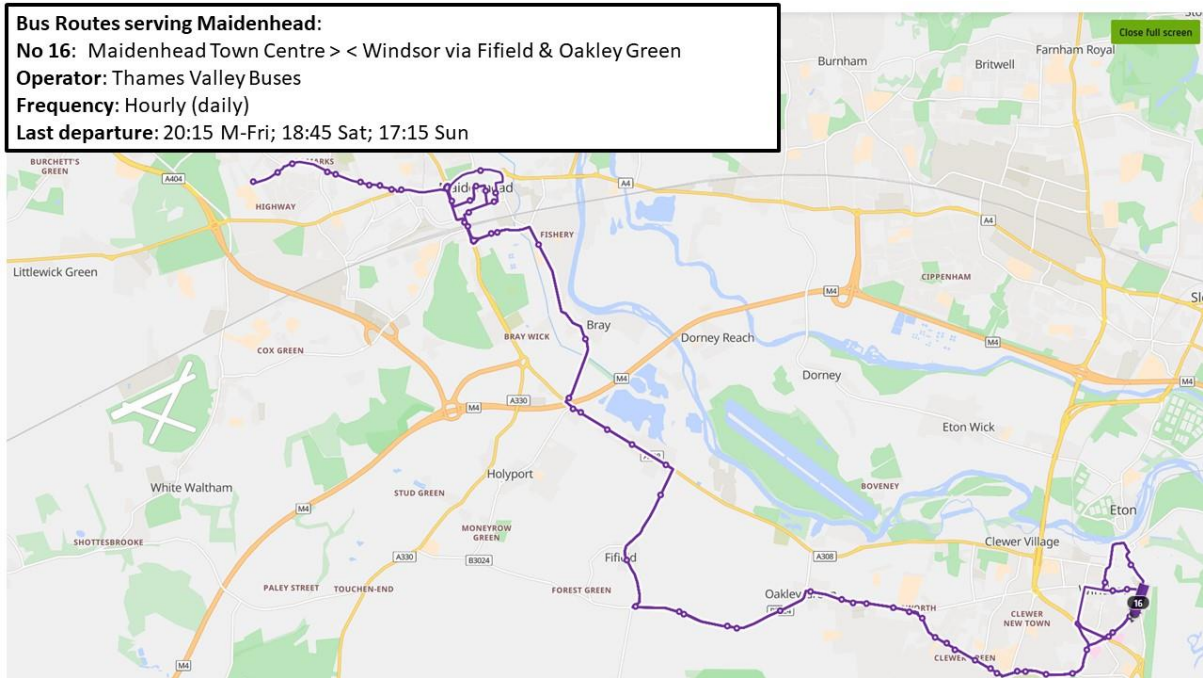 Bus Routes serving Maidenhead:
No 16: Maidenhead Town Centre > < Windsor via Fifield & Oakley Green
Operator: Thames Valley Buses
Frequency: Hourly (daily)
Last departure: 20:15 M-Fri; 18:45 Sat; 17:15 Sun
Close full screen
Farnham Royal
Burnham
Britwell
BURCHETT'S
GREEN
A404
HIGHWAY
A4
A4
FISHERY
Littlewick Green
CIPPENHAM
M4
Bray
BRAY WICK
Dorney Reach
COX GREEN
M4
M4
Dorney
M4
A330
M4
Eton Wick
Holyport
White Waltham
STUD GREEN
BOVENEY
M4
Eton
MONEYROW
GREEN
SHOTTESBROOKE
Clewer Village
A330
B3024
Fifield
A308
PALEY STREET
TOUCHEN-END
FOREST GREEN
Oakley
16
CLEWER
NEW TOWN
M4